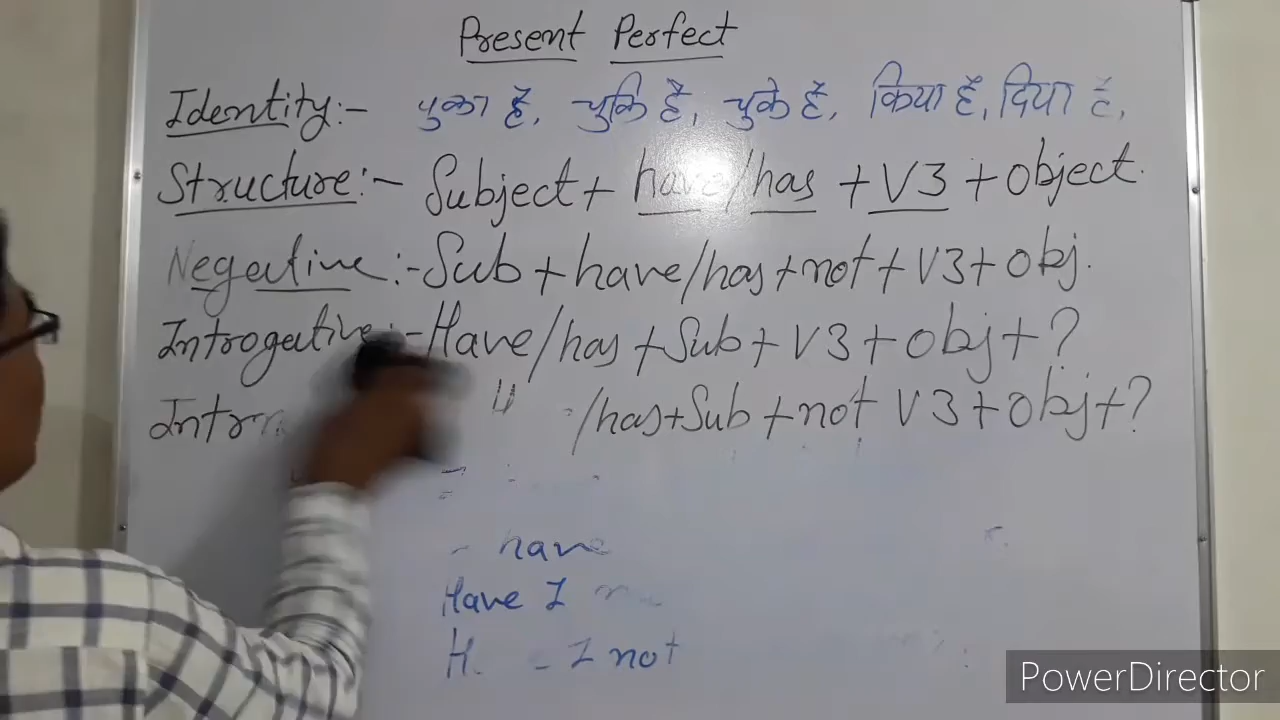 Present Perfect
Identity:- चुका है, चुकि है, चुके हैं, किया है, दिया है,
Structure:- Subject + have/has + V3 + Object.
Negative:- Sub + have/has + not + V3 + Obj.
Introgative:- Have/has + Sub + V3 + Obj + ?
Intr " /has + Sub + not V3 + Obj + ?
- have
Have I
H. - I not
PowerDirector